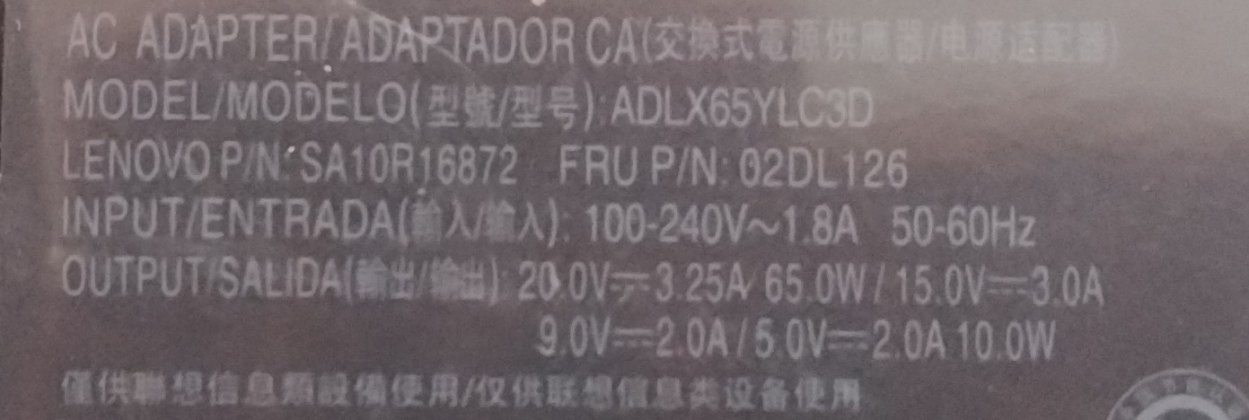 AC ADAPTER/ADAPTADOR CA(交換式電源供應器/电源适配器)
MODEL/MODELO(型號/型号):ADLX65YLC3D
LENOVO P/N:SA10R16872 FRU P/N: 02DL126
INPUT/ENTRADA(輸入/输入): 100-240V～1.8A 50-60Hz
OUTPUT/SALIDA(輸出/输出): 20.0V⎓3.25A 65.0W / 15.0V⎓3.0A
9.0V⎓2.0A / 5.0V⎓2.0A 10.0W
僅供聯想信息類設備使用/仅供联想信息类设备使用